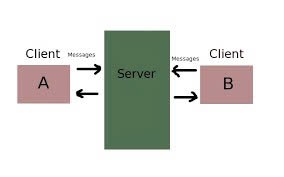 Client
Messages
A
Server
Messages
Client
B